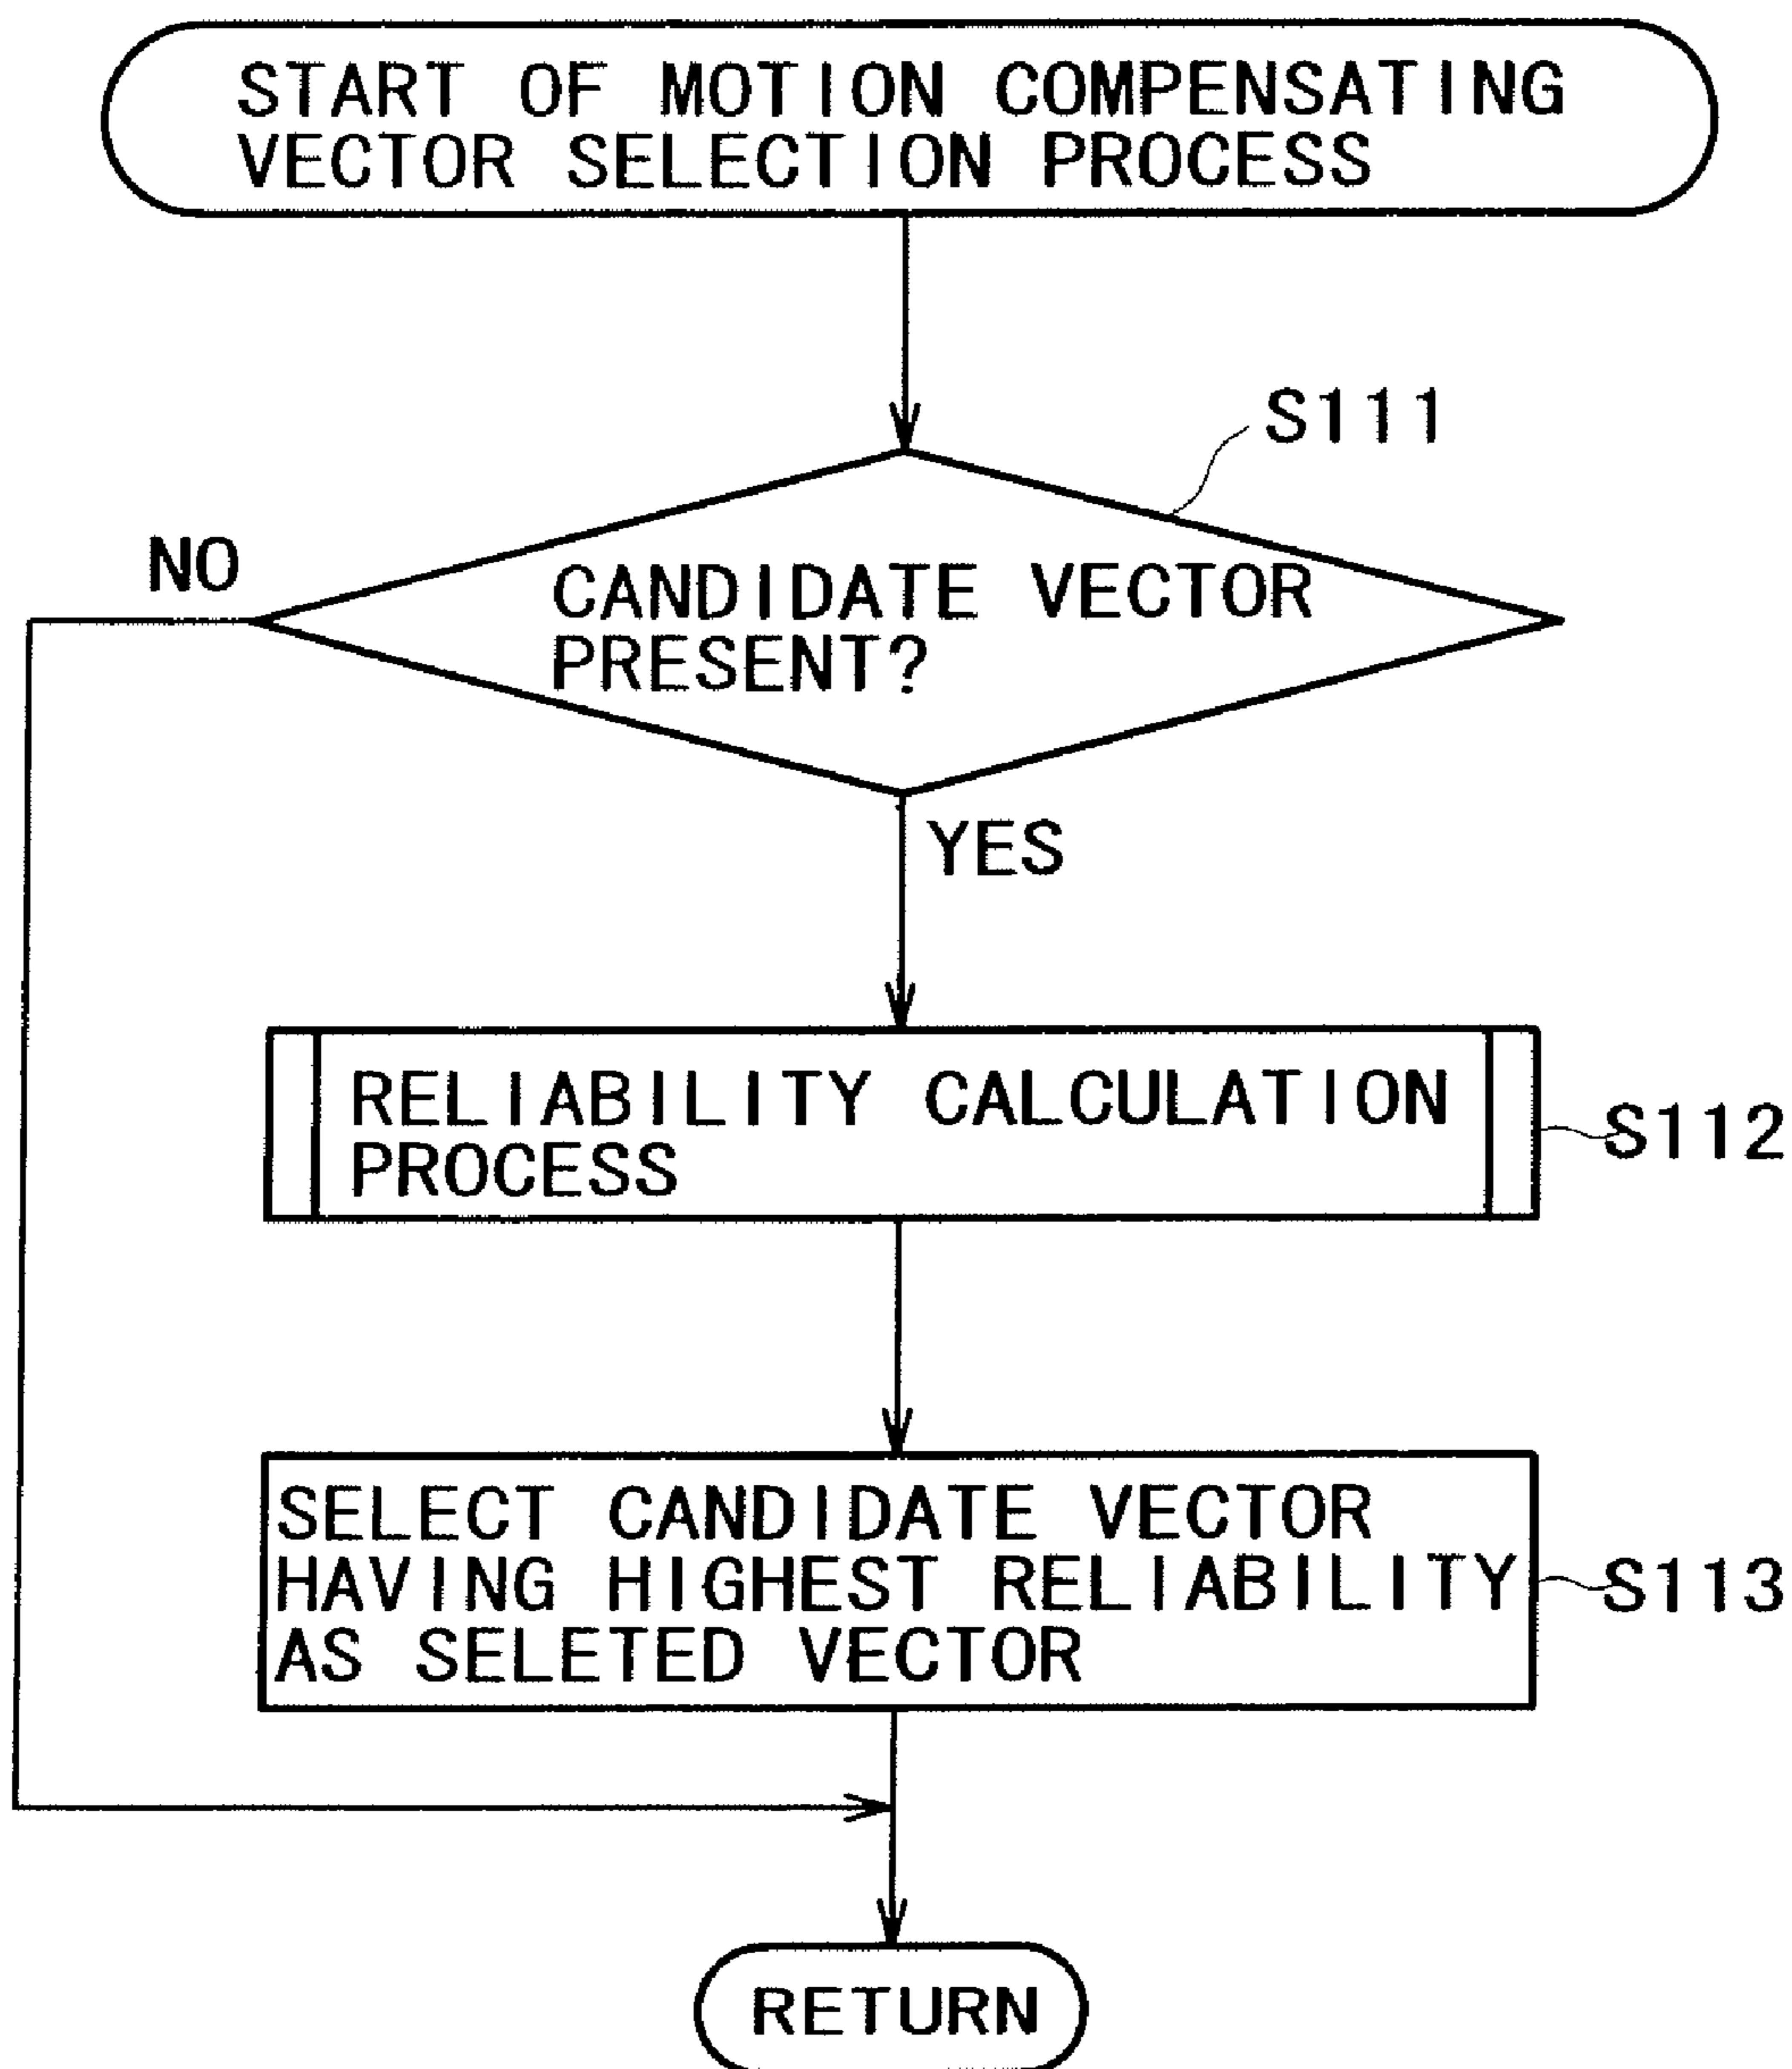 START OF MOTION COMPENSATING
VECTOR SELECTION PROCESS
S111
NO
CANDIDATE VECTOR
PRESENT?
YES
RELIABILITY CALCULATION
PROCESS
S112
SELECT CANDIDATE VECTOR
HAVING HIGHEST RELIABILITY
AS SELETED VECTOR
S113
RETURN